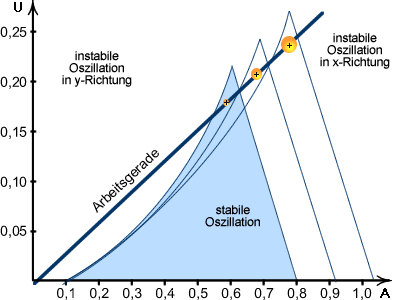 U
0,25
0,20
0,15
0,10
0,05
instabile
Oszillation
in y-Richtung
instabile
Oszillation
in x-Richtung
Arbeitsgerade
stabile
Oszillation
0,1 0,2 0,3 0,4 0,5 0,6 0,7 0,8 0,9 1,0 A